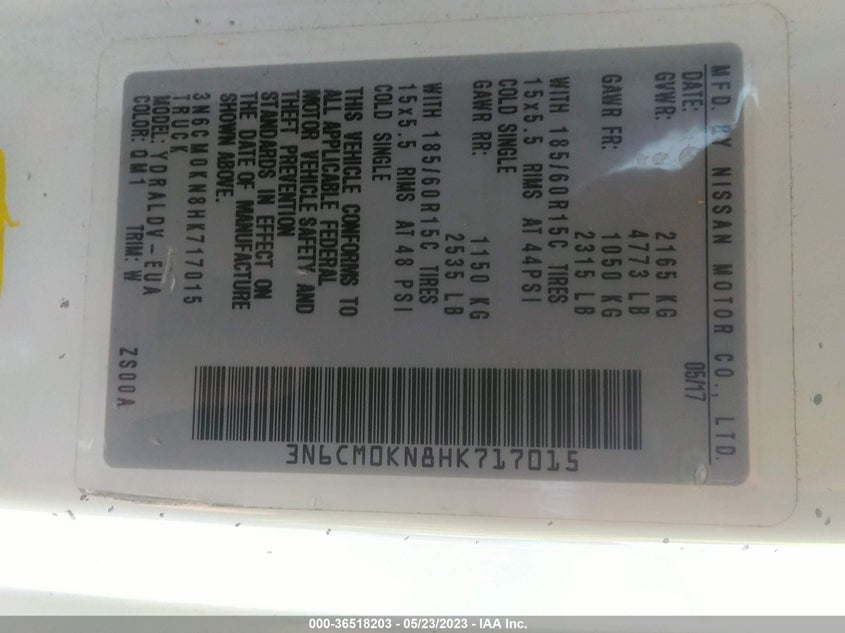 MFD. BY NISSAN MOTOR CO., LTD.
DATE: 05/17
GVWR: 2165 KG
4773 LB
GAWR FR: 1050 KG
2315 LB
WITH 185/60R15C TIRES
15x5.5 RIMS AT 44PSI
COLD SINGLE
GAWR RR: 1150 KG
2535 LB
WITH 185/60R15C TIRES
15x5.5 RIMS AT 48 PSI
COLD SINGLE
THIS VEHICLE CONFORMS TO
ALL APPLICABLE FEDERAL
MOTOR VEHICLE SAFETY AND
THEFT PREVENTION
STANDARDS IN EFFECT ON
THE DATE OF MANUFACTURE
SHOWN ABOVE.
3N6CM0KN8HK717015
TRUCK
MODEL: YDRALDV-EUA
COLOR: QM1 TRIM: W ZS00A
3N6CM0KN8HK717015
000-36518203 - 05/23/2023 - IAA Inc.